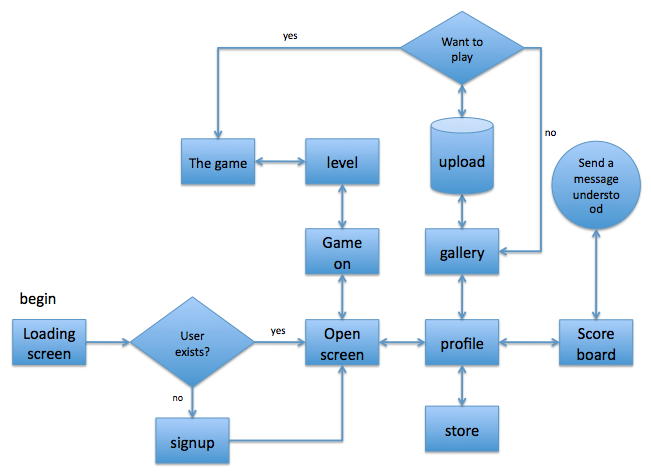 yes
Want to
play
no
The game
level
upload
Send a
message
understo
od
Game
on
gallery
begin
Loading
screen
User
exists?
yes
Open
screen
profile
Score
board
no
signup
store